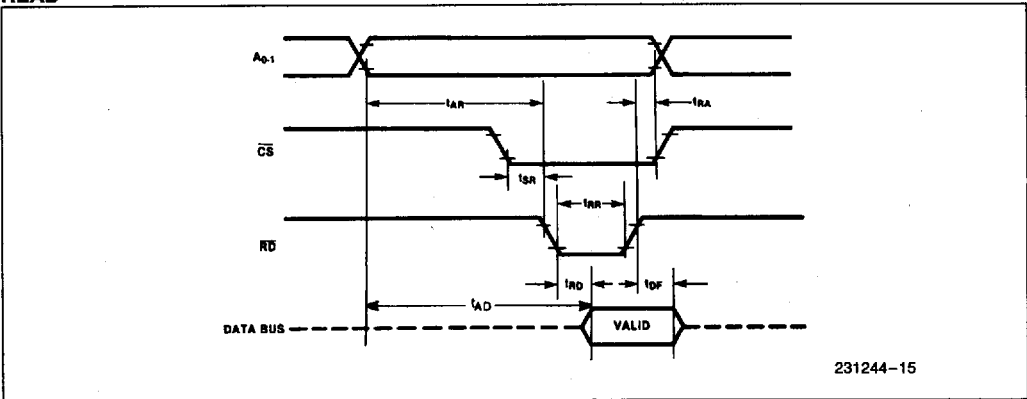 READ
A0-1
tAR
tRA
CS
tSR
tRR
RD
tRD
tDF
tAD
DATA BUS
VALID
231244-15